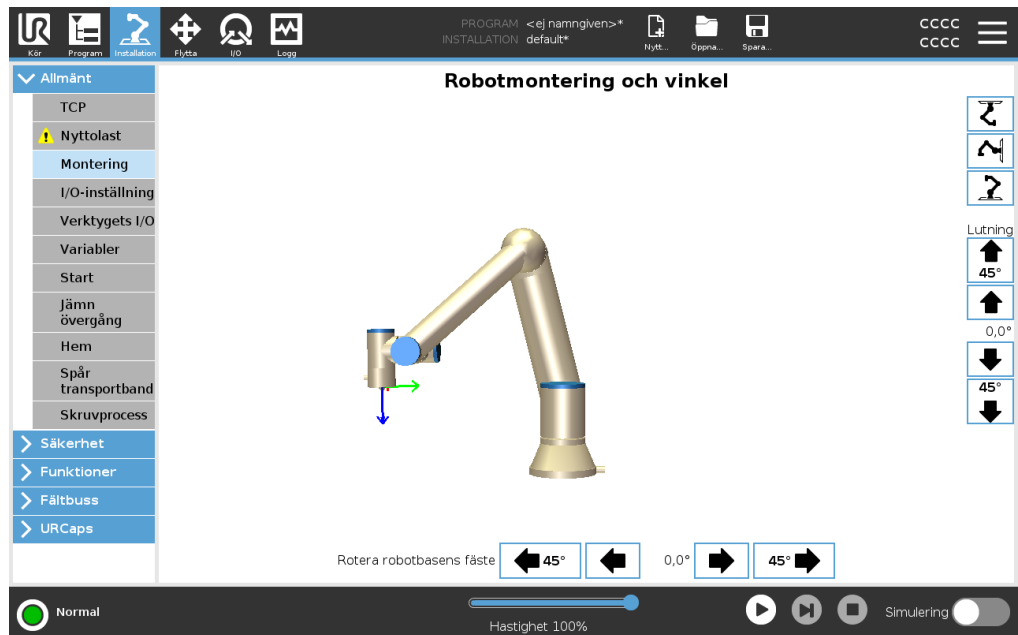 UR
Kör
Program
Installation
Flytta
I/O
Logg
PROGRAM <ej namngiven>*
INSTALLATION default*
Nytt...
Öppna...
Spara...
CCCC
CCCC
Allmänt
TCP
Nyttolast
Montering
I/O-inställning
Verktygets I/O
Variabler
Start
Jämn
övergång
Hem
Spår
transportband
Skruvprocess
Säkerhet
Funktioner
Fältbuss
URCaps
Robotmontering och vinkel
Lutning
45°
0,0°
45°
Rotera robotbasens fäste 45° 0,0° 45°
Normal
Hastighet 100%
Simulering